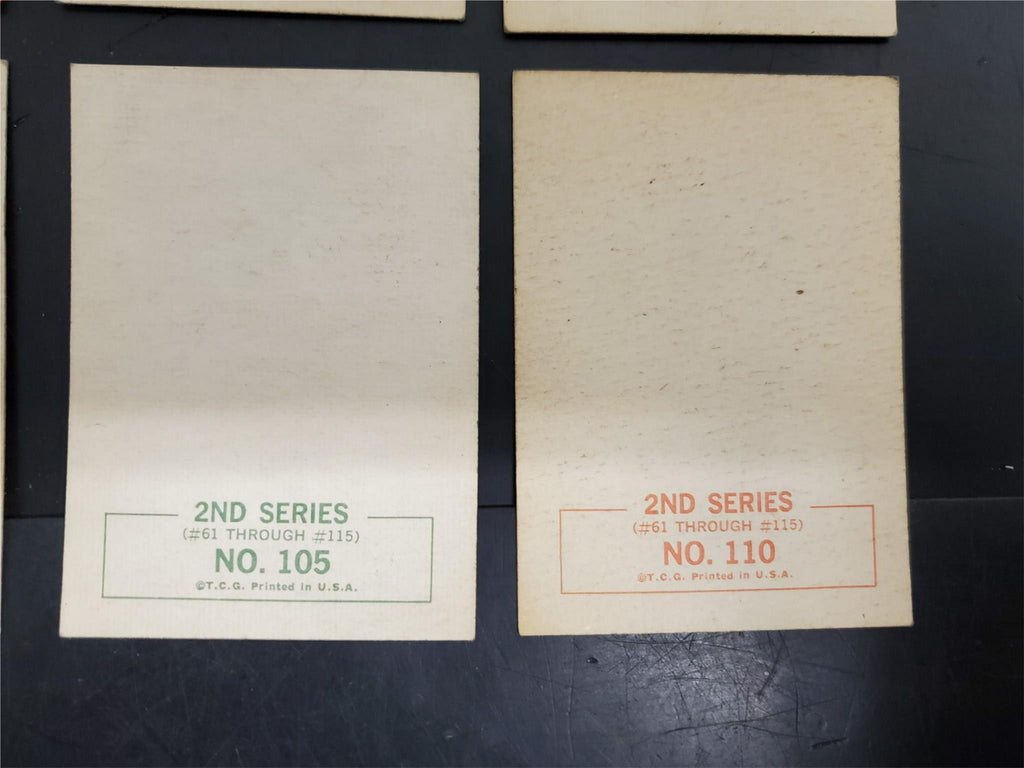 2ND SERIES
(#61 THROUGH #115)
NO. 105
©T.C.G. Printed in U.S.A.
2ND SERIES
(#61 THROUGH #115)
NO. 110
©T.C.G. Printed in U.S.A.